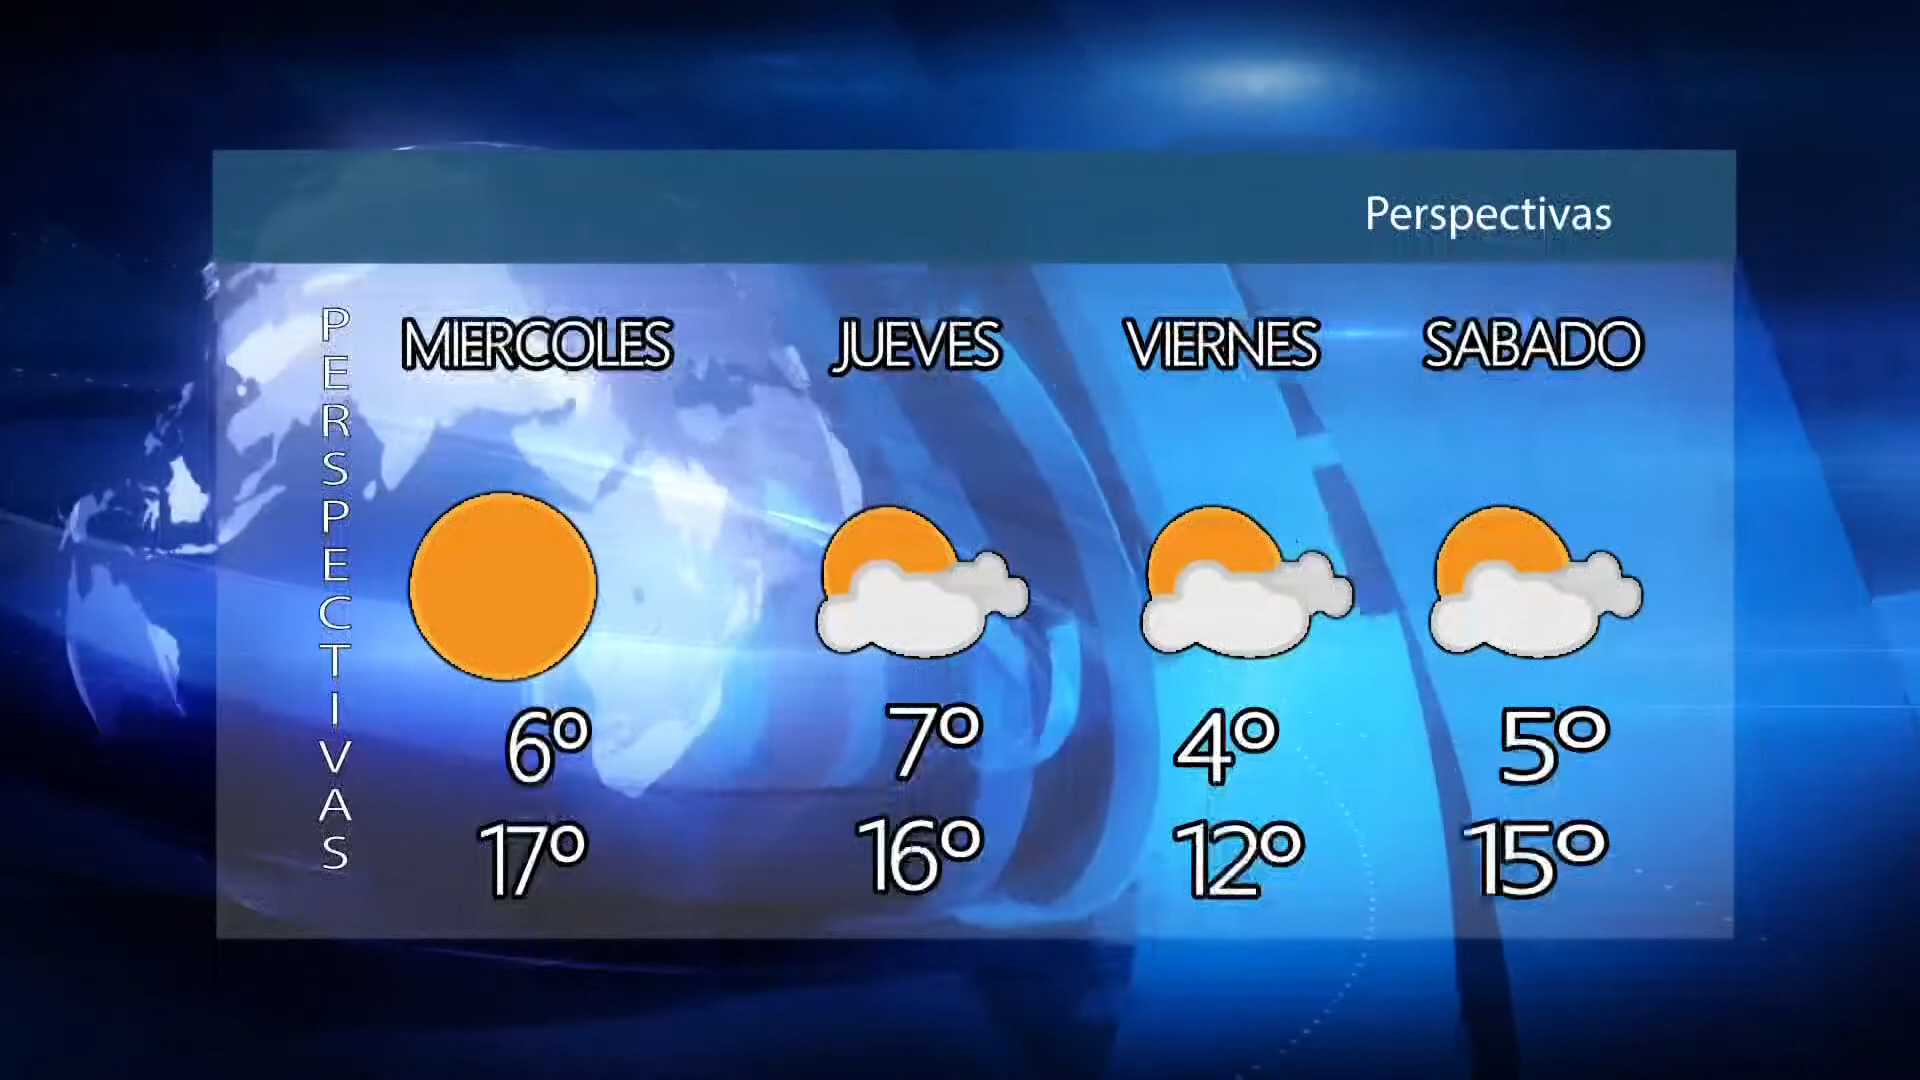 Perspectivas
PERSPECTIVAS
MIERCOLES JUEVES VIERNES SABADO
6º 7º 4º 5º
17º 16º 12º 15º